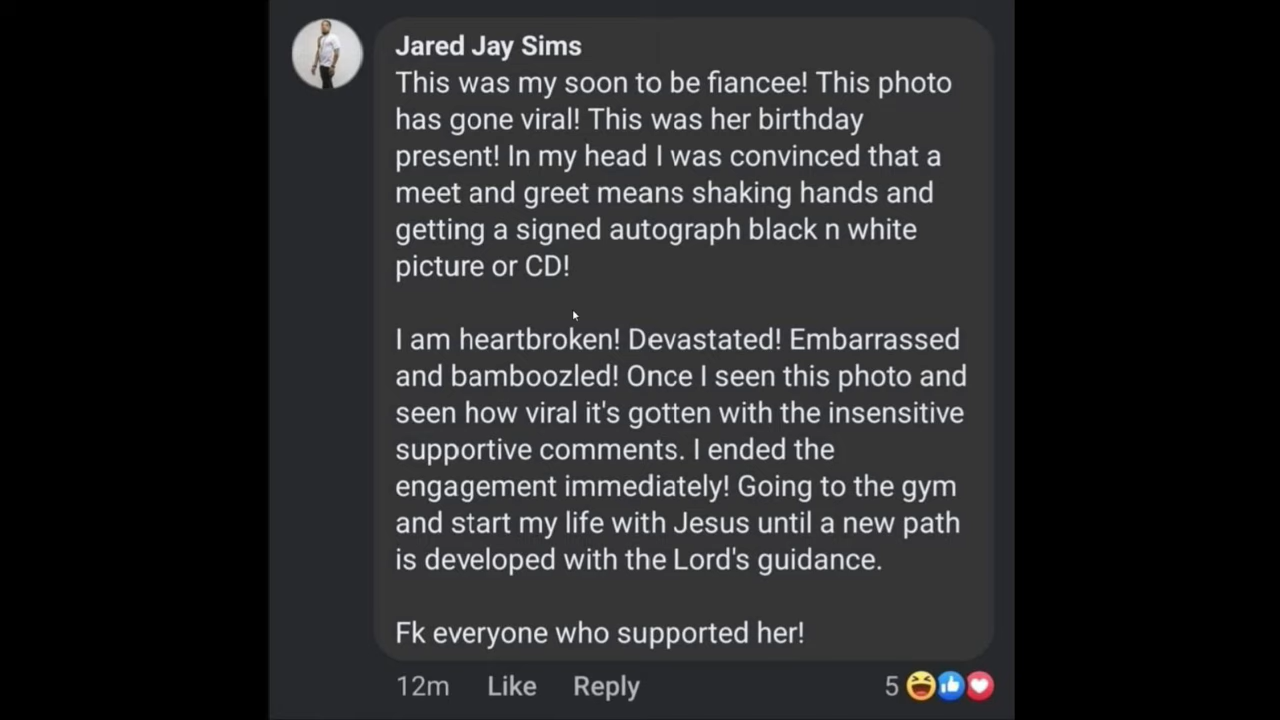 Jared Jay Sims
This was my soon to be fiancee! This photo
has gone viral! This was her birthday
present! In my head I was convinced that a
meet and greet means shaking hands and
getting a signed autograph black n white
picture or CD!
I am heartbroken! Devastated! Embarrassed
and bamboozled! Once I seen this photo and
seen how viral it's gotten with the insensitive
supportive comments. I ended the
engagement immediately! Going to the gym
and start my life with Jesus until a new path
is developed with the Lord's guidance.
Fk everyone who supported her!
12m Like Reply 5